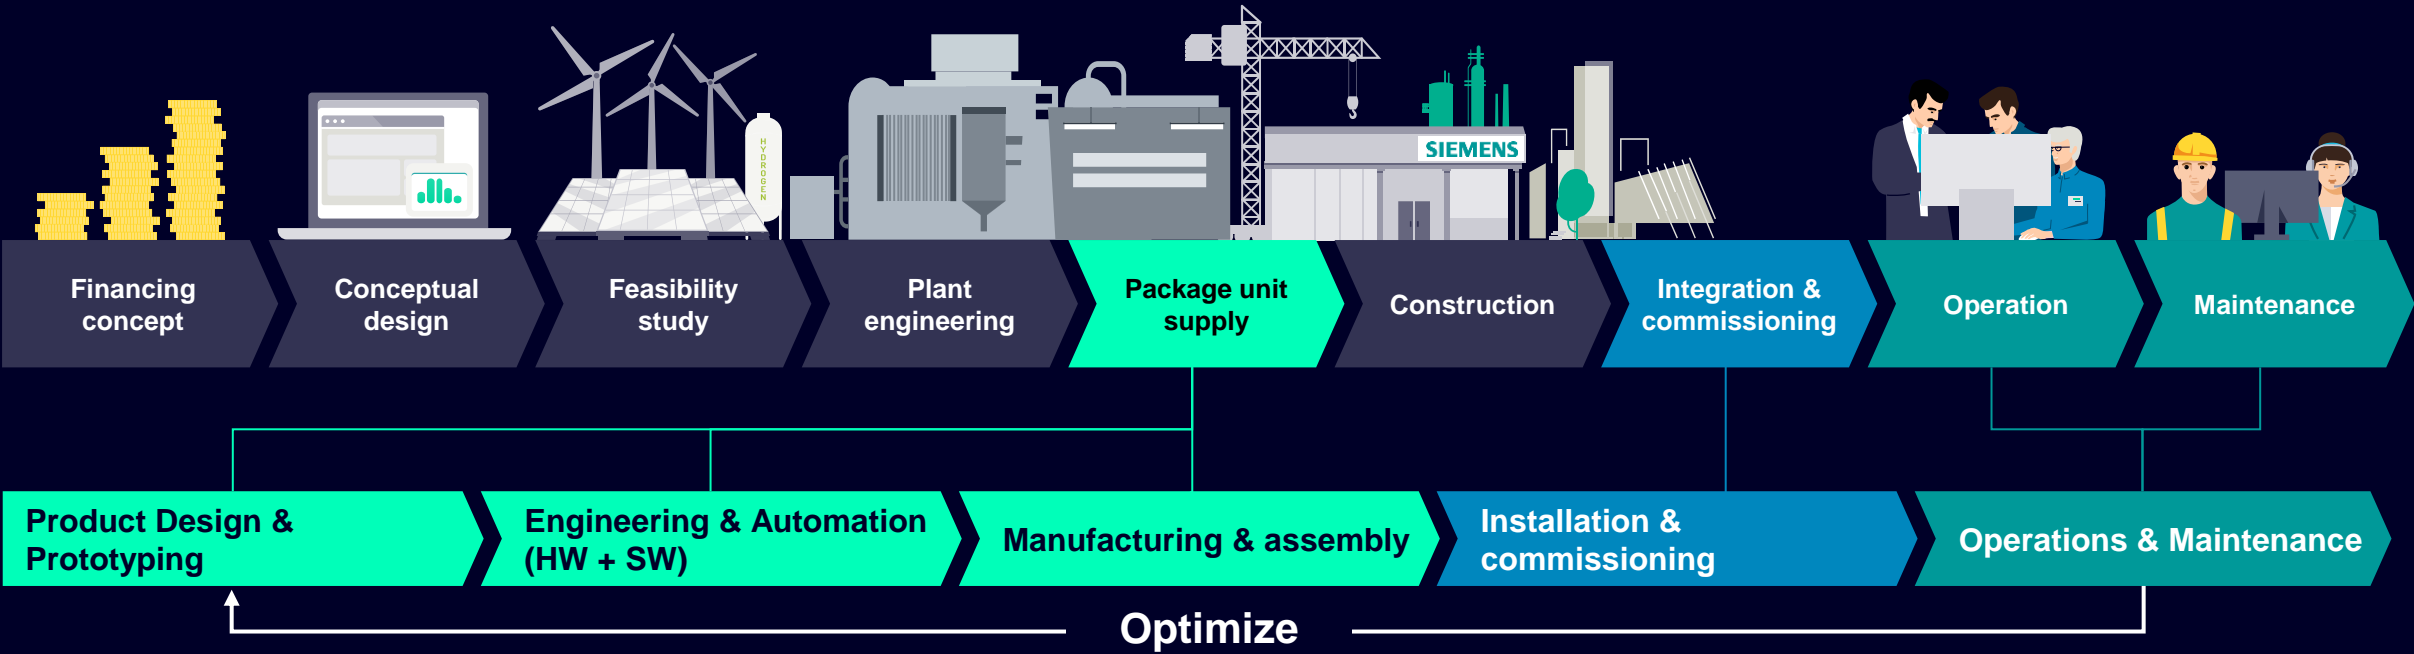 HYDROGEN
SIEMENS
Financing
concept
Conceptual
design
Feasibility
study
Plant
engineering
Package unit
supply
Construction
Integration &
commissioning
Operation
Maintenance
Product Design &
Prototyping
Engineering & Automation
(HW + SW)
Manufacturing & assembly
Installation &
commissioning
Operations & Maintenance
Optimize